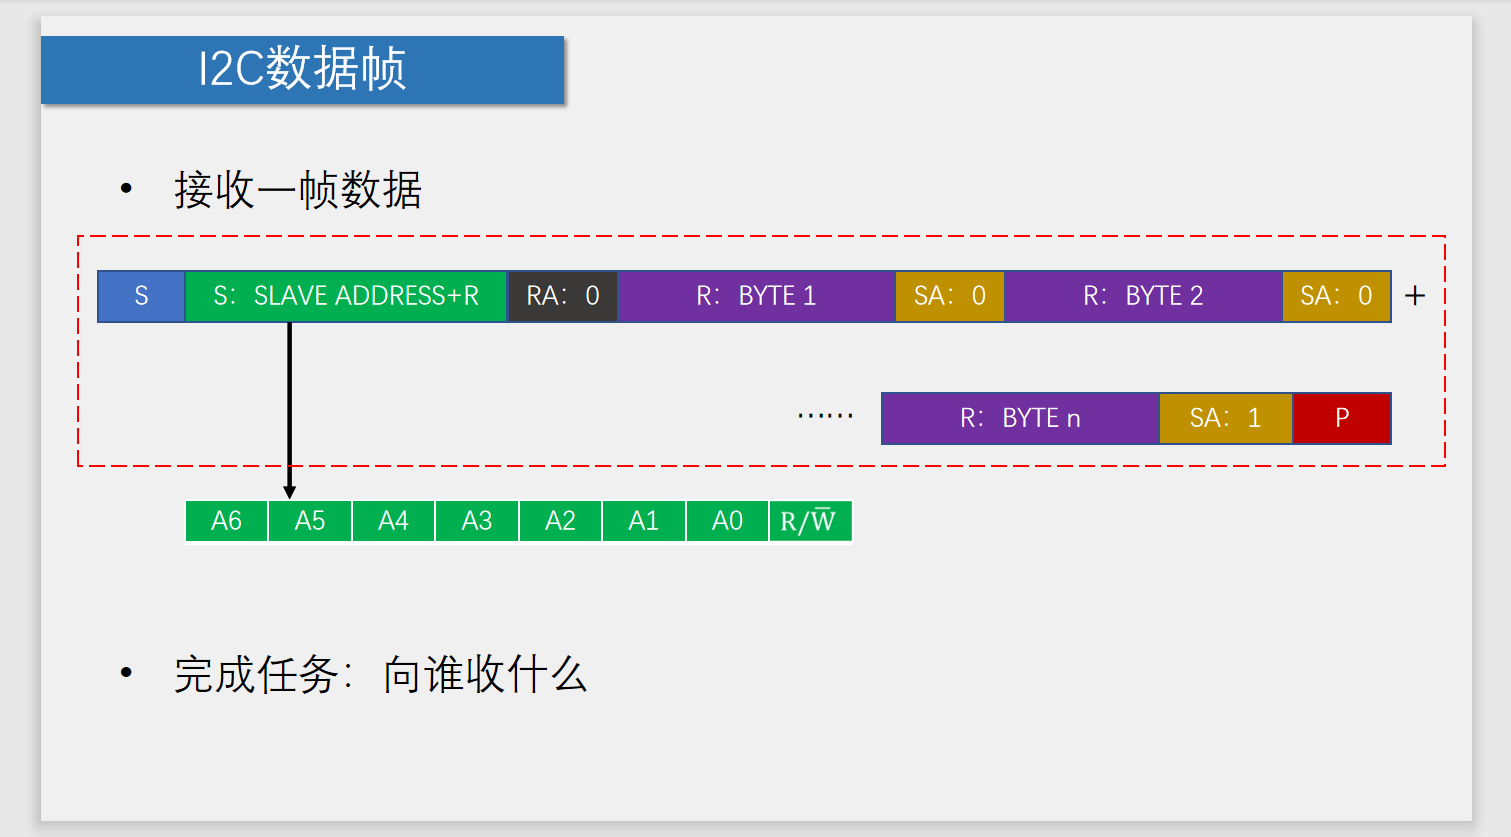 I2C数据帧
• 接收一帧数据
S S：SLAVE ADDRESS+R RA：0 R：BYTE 1 SA：0 R：BYTE 2 SA：0 +
…… R：BYTE n SA：1 P
A6 A5 A4 A3 A2 A1 A0 R/W̅
• 完成任务：向谁收什么